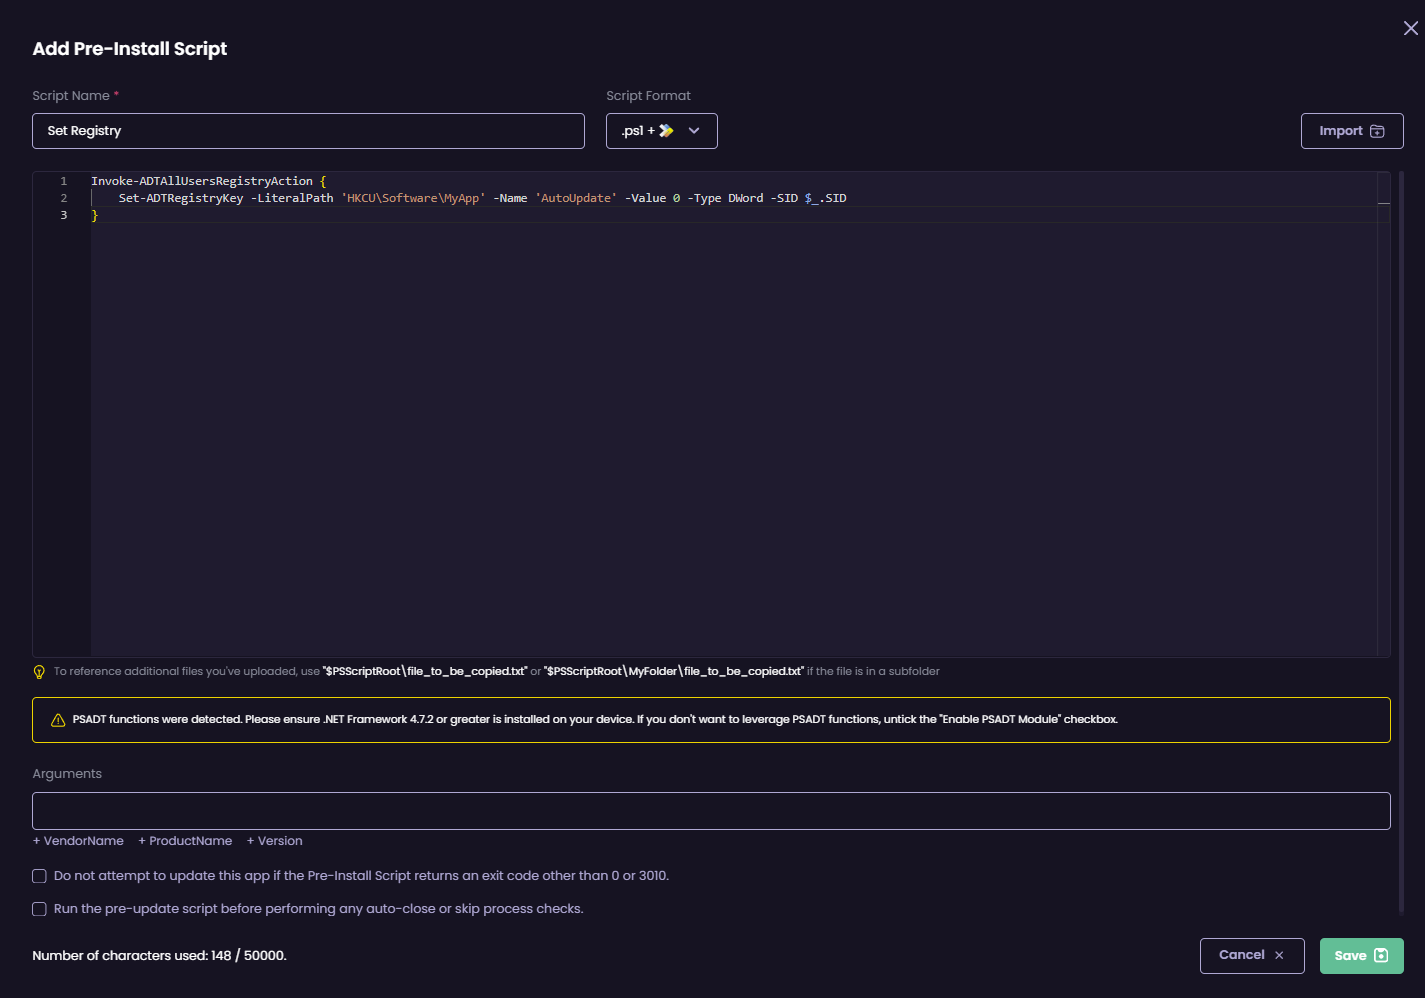 Add Pre-Install Script
Script Name *
Script Format
Set Registry
.ps1 +
Import
1 Invoke-ADTAllUsersRegistryAction {
2 Set-ADTRegistryKey -LiteralPath 'HKCU\Software\MyApp' -Name 'AutoUpdate' -Value 0 -Type DWord -SID $_.SID
3 }
To reference additional files you've uploaded, use "$PSScriptRoot\file_to_be_copied.txt" or "$PSScriptRoot\MyFolder\file_to_be_copied.txt" if the file is in a subfolder
PSADT functions were detected. Please ensure .NET Framework 4.7.2 or greater is installed on your device. If you don't want to leverage PSADT functions, untick the "Enable PSADT Module" checkbox.
Arguments
+ VendorName + ProductName + Version
Do not attempt to update this app if the Pre-Install Script returns an exit code other than 0 or 3010.
Run the pre-update script before performing any auto-close or skip process checks.
Number of characters used: 148 / 50000.
Cancel
Save